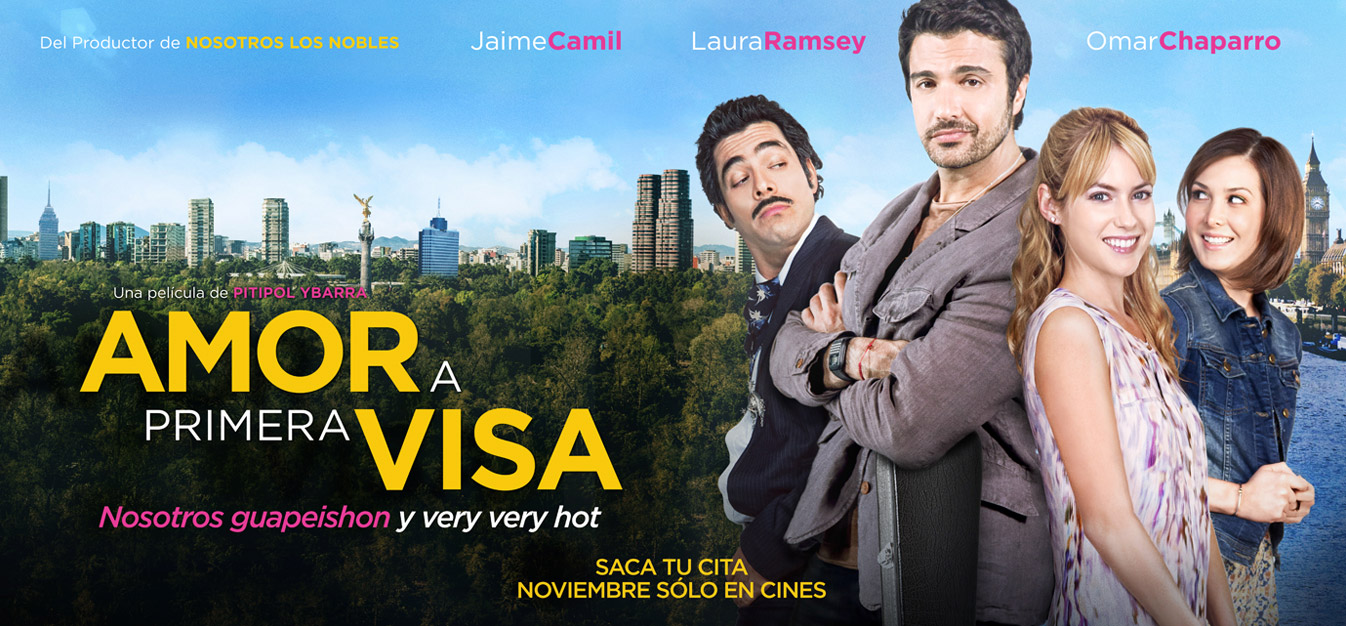 Del Productor de NOSOTROS LOS NOBLES
JaimeCamil
LauraRamsey
OmarChaparro
Una película de PITIPOL YBARRA
AMOR A
PRIMERA VISA
Nosotros guapeishon y very very hot
SACA TU CITA
NOVIEMBRE SÓLO EN CINES